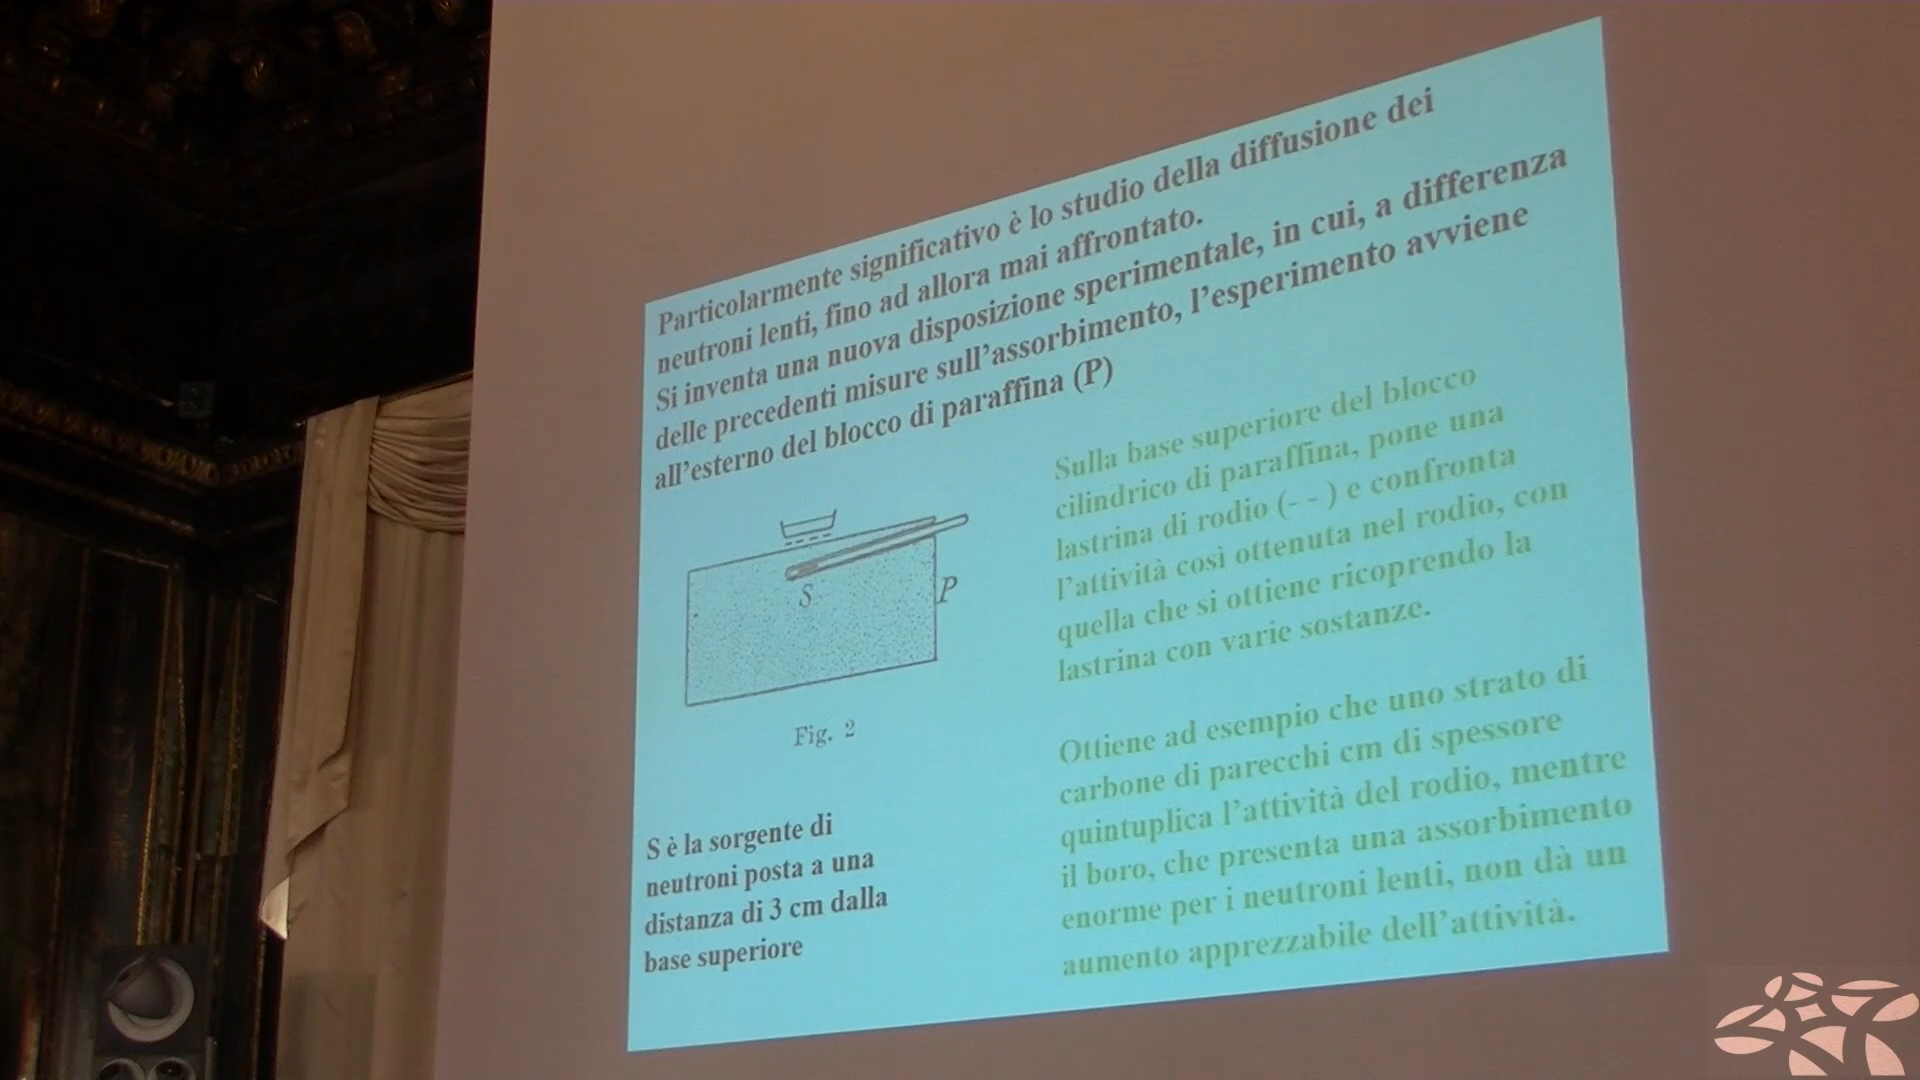 Particolarmente significativo è lo studio della diffusione dei
neutroni lenti, fino ad allora mai affrontato.
Si inventa una nuova disposizione sperimentale, in cui, a differenza
delle precedenti misure sull'assorbimento, l'esperimento avviene
all'esterno del blocco di paraffina (P)
S
P
Fig. 2
S è la sorgente di
neutroni posta a una
distanza di 3 cm dalla
base superiore
Sulla base superiore del blocco
cilindrico di paraffina, pone una
lastrina di rodio (- - ) e confronta
l'attività così ottenuta nel rodio, con
quella che si ottiene ricoprendo la
lastrina con varie sostanze.
Ottiene ad esempio che uno strato di
carbone di parecchi cm di spessore
quintuplica l'attività del rodio, mentre
il boro, che presenta una assorbimento
enorme per i neutroni lenti, non dà un
aumento apprezzabile dell'attività.